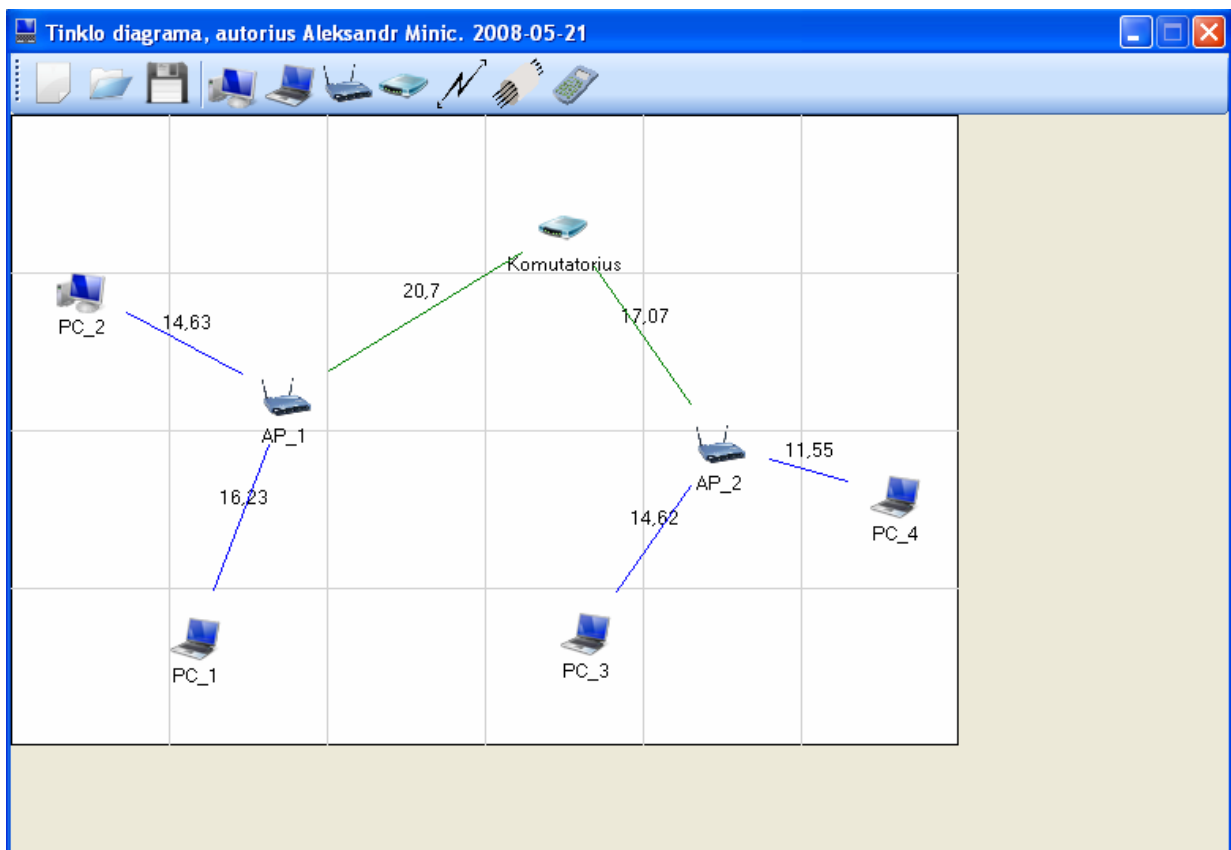 Tinklo diagrama, autorius Aleksandr Minic. 2008-05-21
Komutatorius
20,7
17,07
PC_2
14,63
AP_1
11,55
AP_2
16,23
14,62
PC_4
PC_1
PC_3